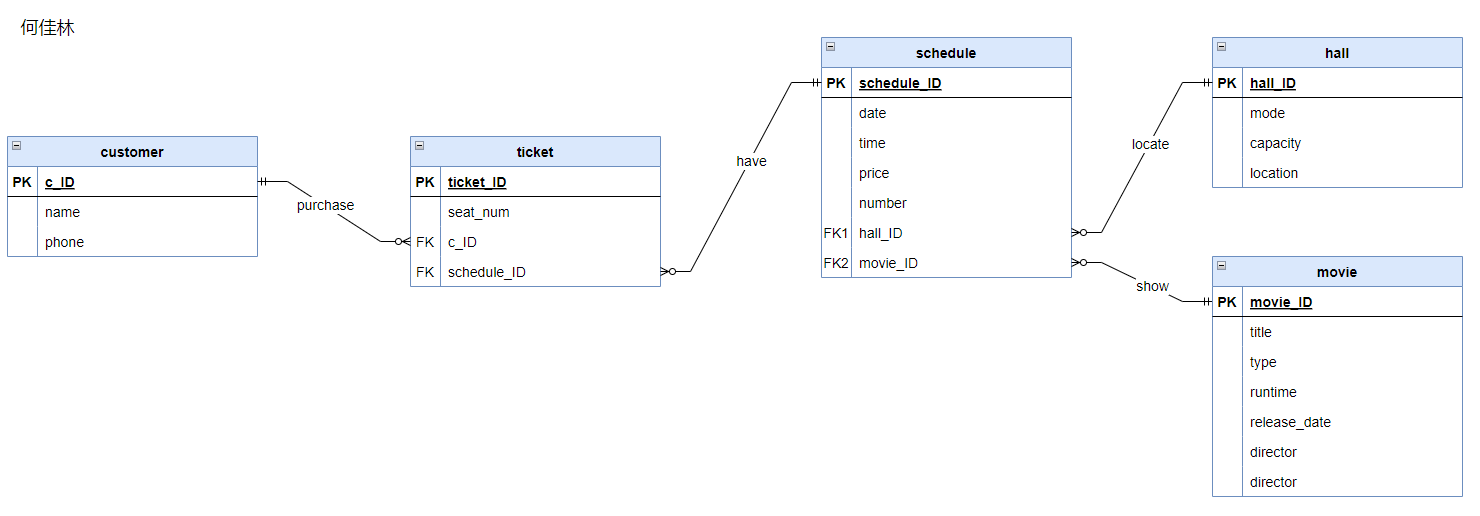 何佳林
customer
PK c_ID
name
phone
purchase
ticket
PK ticket_ID
seat_num
FK c_ID
FK schedule_ID
have
schedule
PK schedule_ID
date
time
price
number
FK1 hall_ID
FK2 movie_ID
locate
show
hall
PK hall_ID
mode
capacity
location
movie
PK movie_ID
title
type
runtime
release_date
director
director